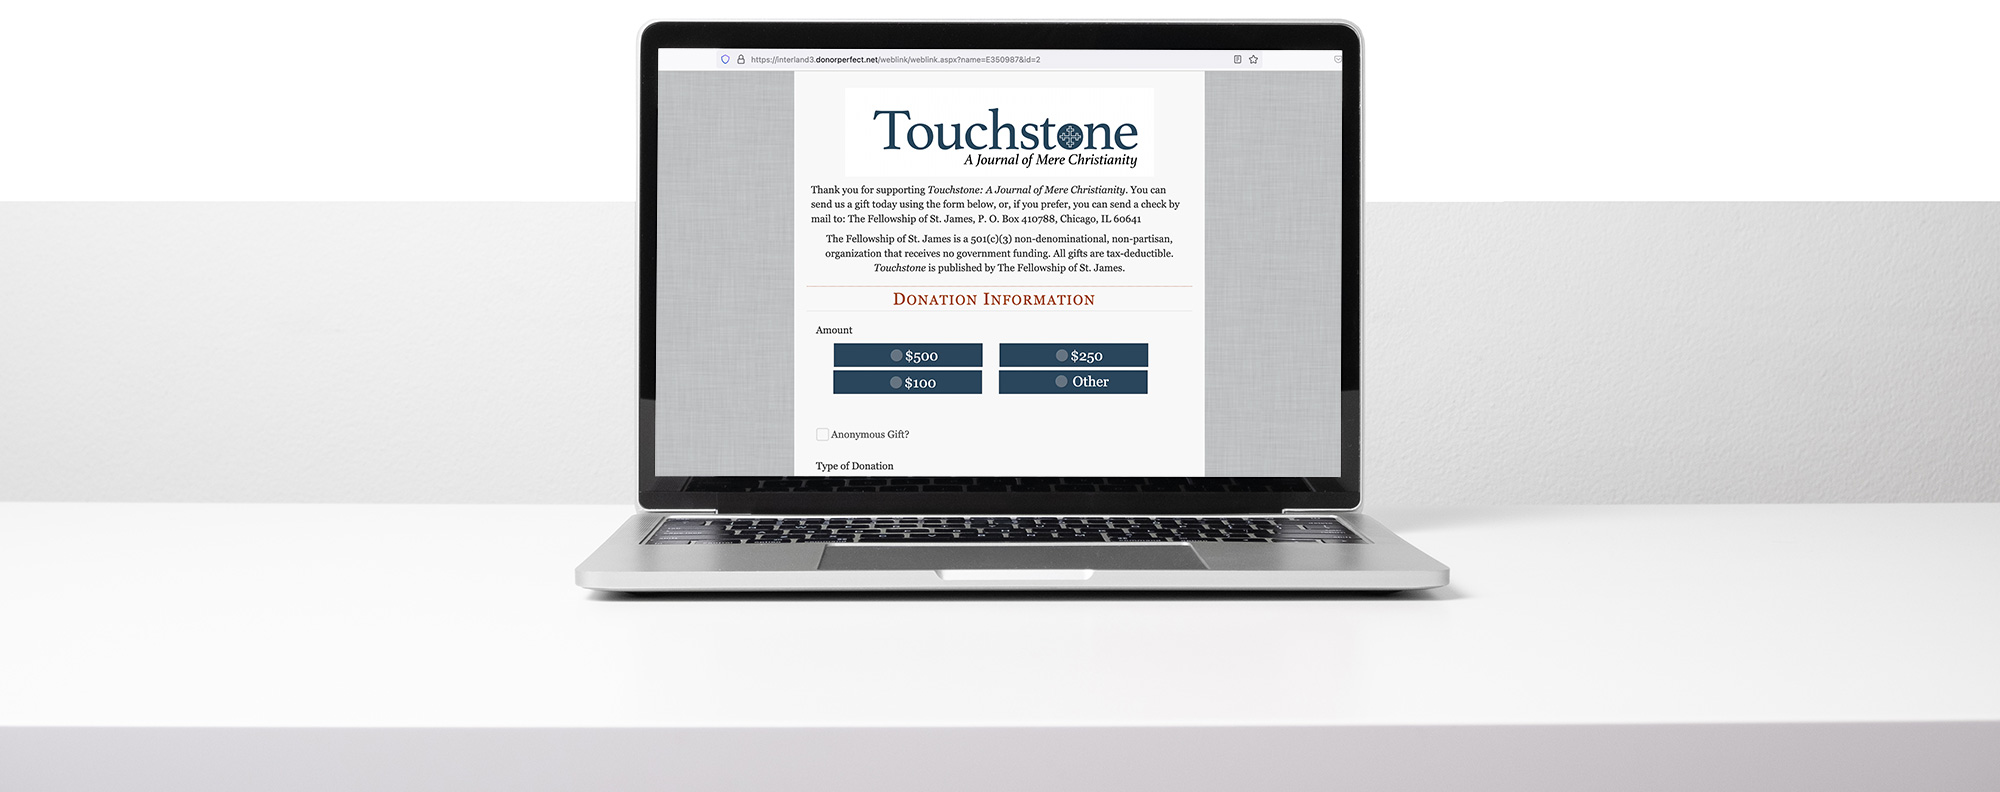 https://interland3.donorperfect.net/weblink/weblink.aspx?name=E350987&id=2
Touchstone
A Journal of Mere Christianity
Thank you for supporting Touchstone: A Journal of Mere Christianity. You can
send us a gift today using the form below, or, if you prefer, you can send a check by
mail to: The Fellowship of St. James, P. O. Box 410788, Chicago, IL 60641
The Fellowship of St. James is a 501(c)(3) non-denominational, non-partisan,
organization that receives no government funding. All gifts are tax-deductible.
Touchstone is published by The Fellowship of St. James.
Donation Information
Amount
$500 $250
$100 Other
Anonymous Gift?
Type of Donation